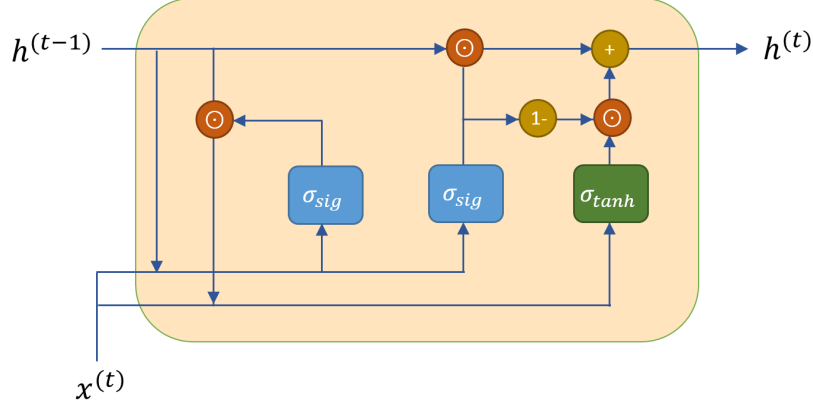 h^(t−1)
⊙
+
h^(t)
⊙
1-
⊙
σ_sig
σ_sig
σ_tanh
x^(t)